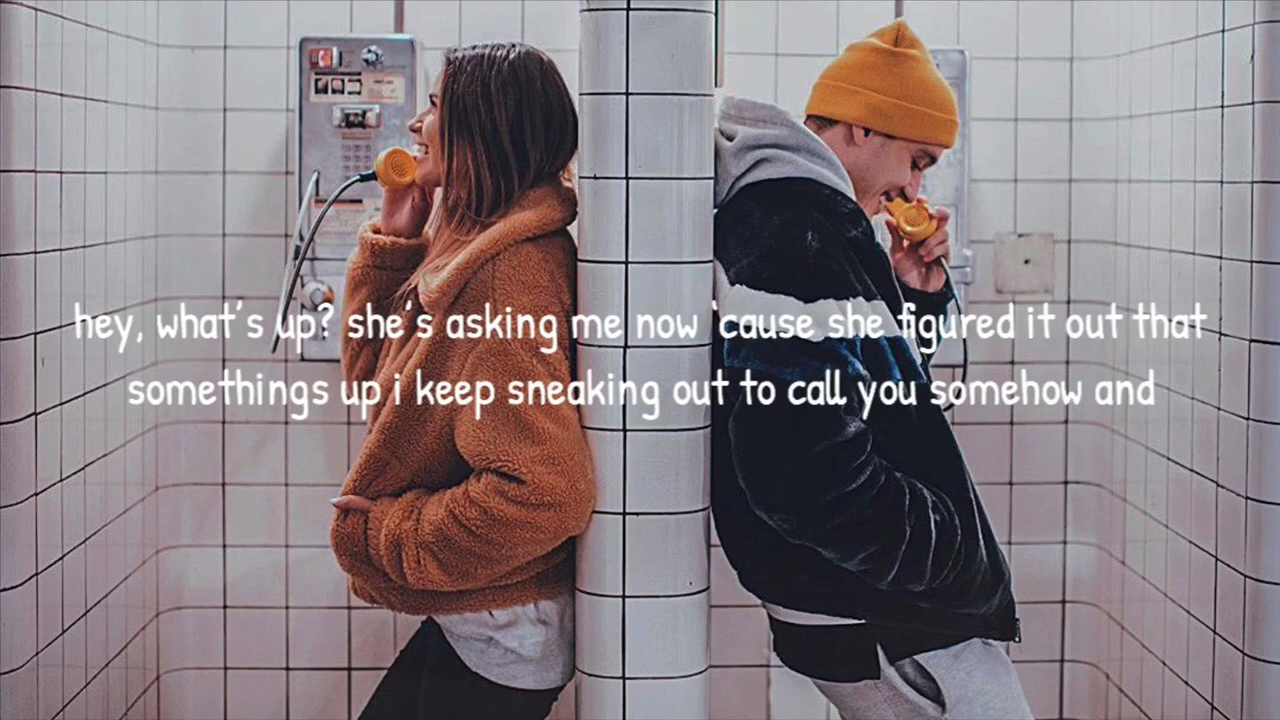 hey, what's up? she's asking me now 'cause she figured it out that
somethings up i keep sneaking out to call you somehow and